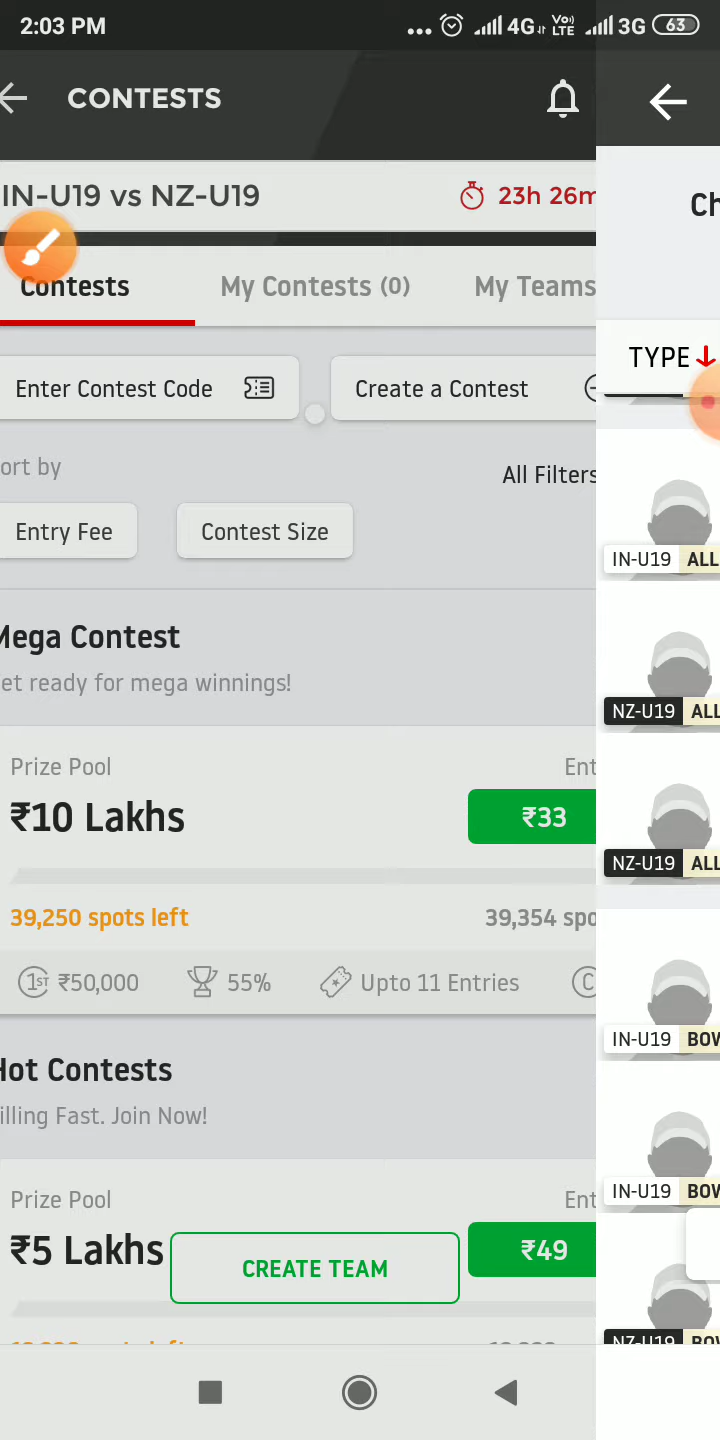 2:03 PM
4G
Vo)) LTE
3G
63
CONTESTS
IN-U19 vs NZ-U19
23h 26m
Ch
Contests
My Contests (0)
My Teams
TYPE
Enter Contest Code
Create a Contest
ort by
All Filters
Entry Fee
Contest Size
IN-U19 ALL
Mega Contest
et ready for mega winnings!
NZ-U19 ALL
Prize Pool
Ent
₹10 Lakhs
₹33
NZ-U19 ALL
39,250 spots left
39,354 spo
1ST ₹50,000
55%
Upto 11 Entries
C
IN-U19 BOW
Hot Contests
illing Fast. Join Now!
IN-U19 BOW
Prize Pool
Ent
₹5 Lakhs
₹49
CREATE TEAM
NZ-U19 BOW